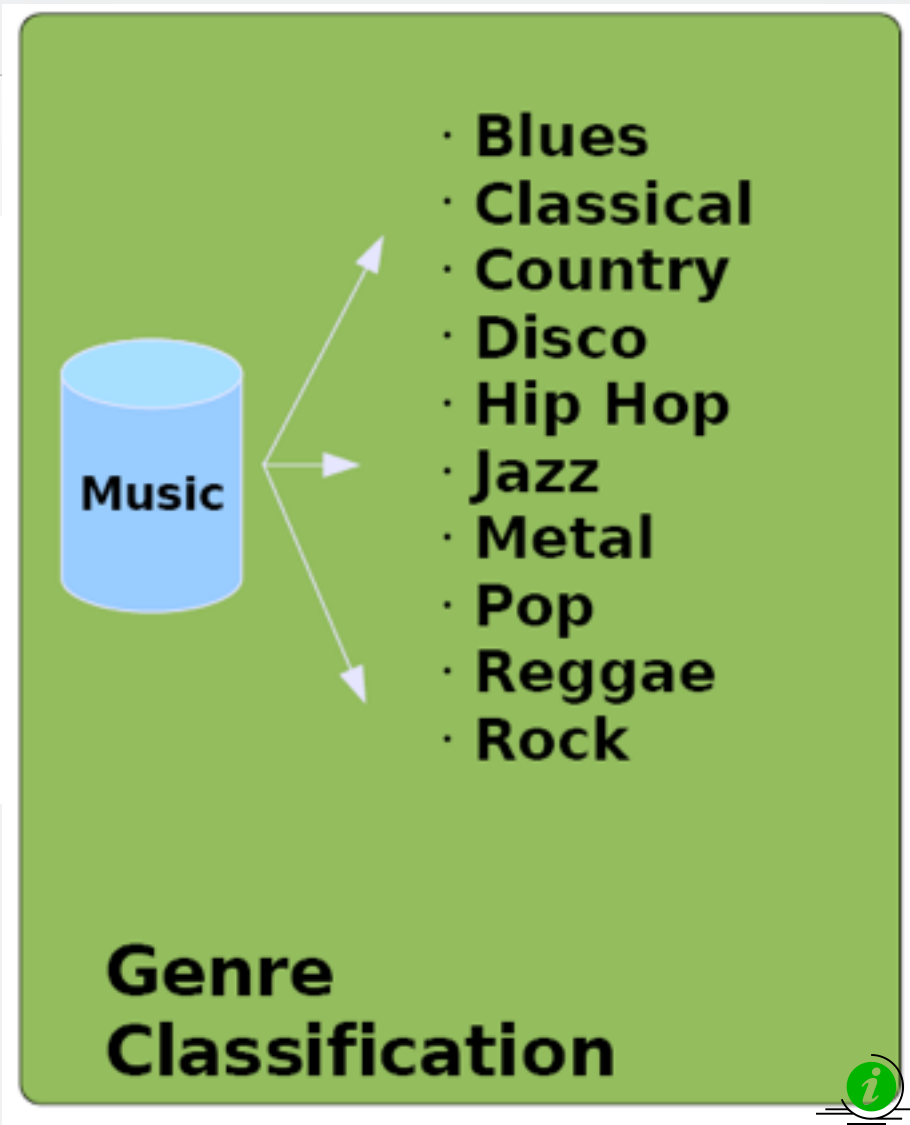 · Blues
· Classical
· Country
· Disco
· Hip Hop
· Jazz
· Metal
· Pop
· Reggae
· Rock
Music
Genre
Classification
i